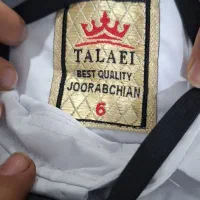 TALAEI
BEST QUALITY
JOORABCHIAN
6